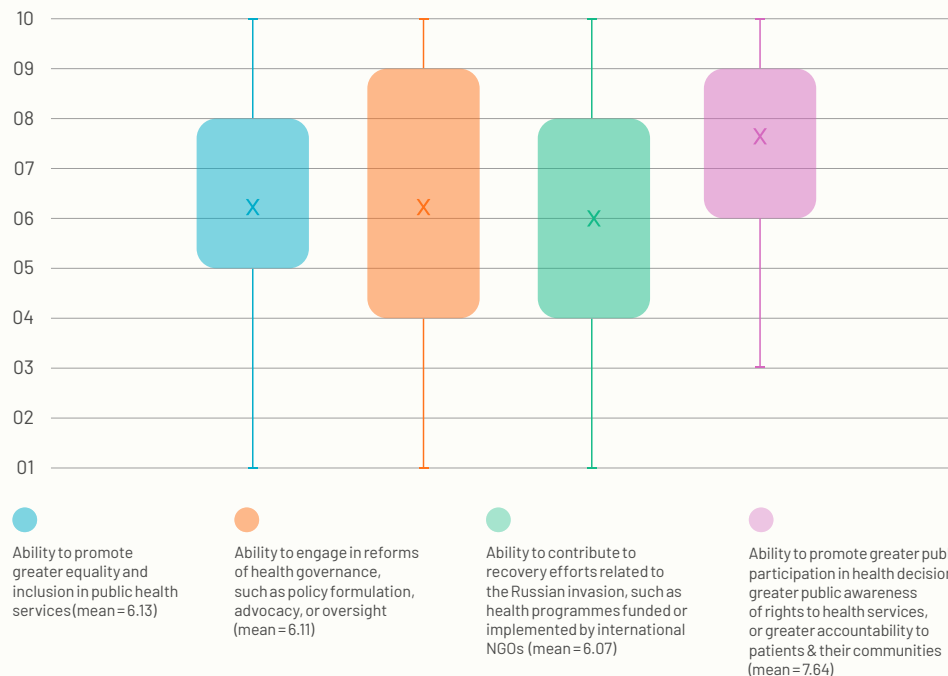 10
09
08
07
06
05
04
03
02
01
X
X
X
X
Ability to promote
greater equality and
inclusion in public health
services (mean=6.13)
Ability to engage in reforms
of health governance,
such as policy formulation,
advocacy, or oversight
(mean=6.11)
Ability to contribute to
recovery efforts related to
the Russian invasion, such as
health programmes funded or
implemented by international
NGOs (mean=6.07)
Ability to promote greater publ
participation in health decision
greater public awareness
of rights to health services,
or greater accountability to
patients & their communities
(mean=7.64)